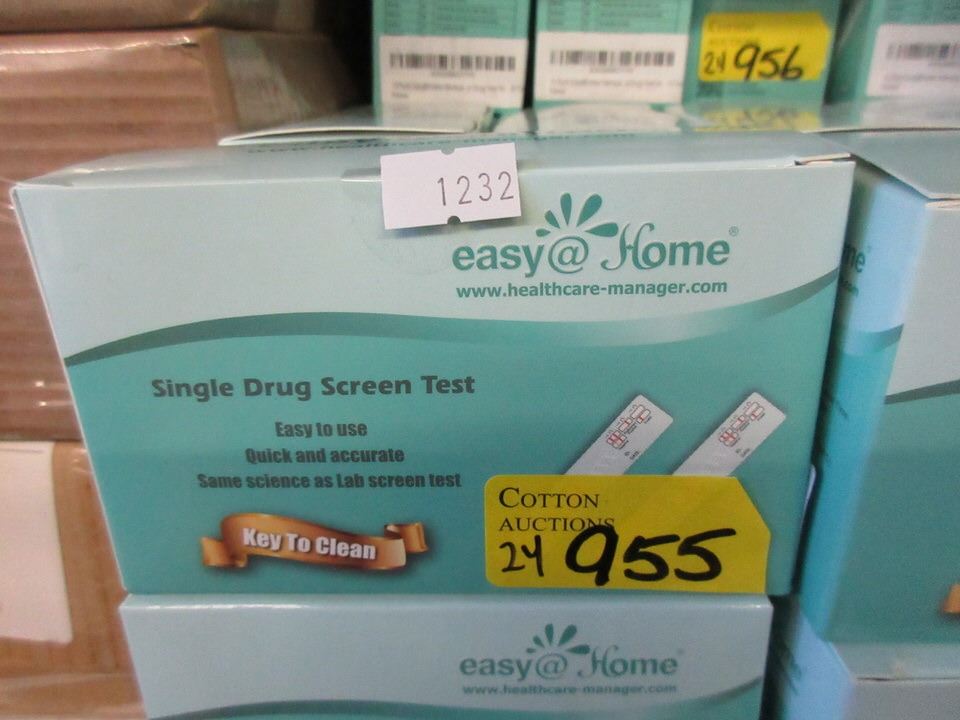 24 956
1232
easy@Home®
www.healthcare-manager.com
Single Drug Screen Test
Easy to use
Quick and accurate
Same science as Lab screen test
Key To Clean
COTTON
AUCTIONS
24 955
easy@Home
www.healthcare-manager.com